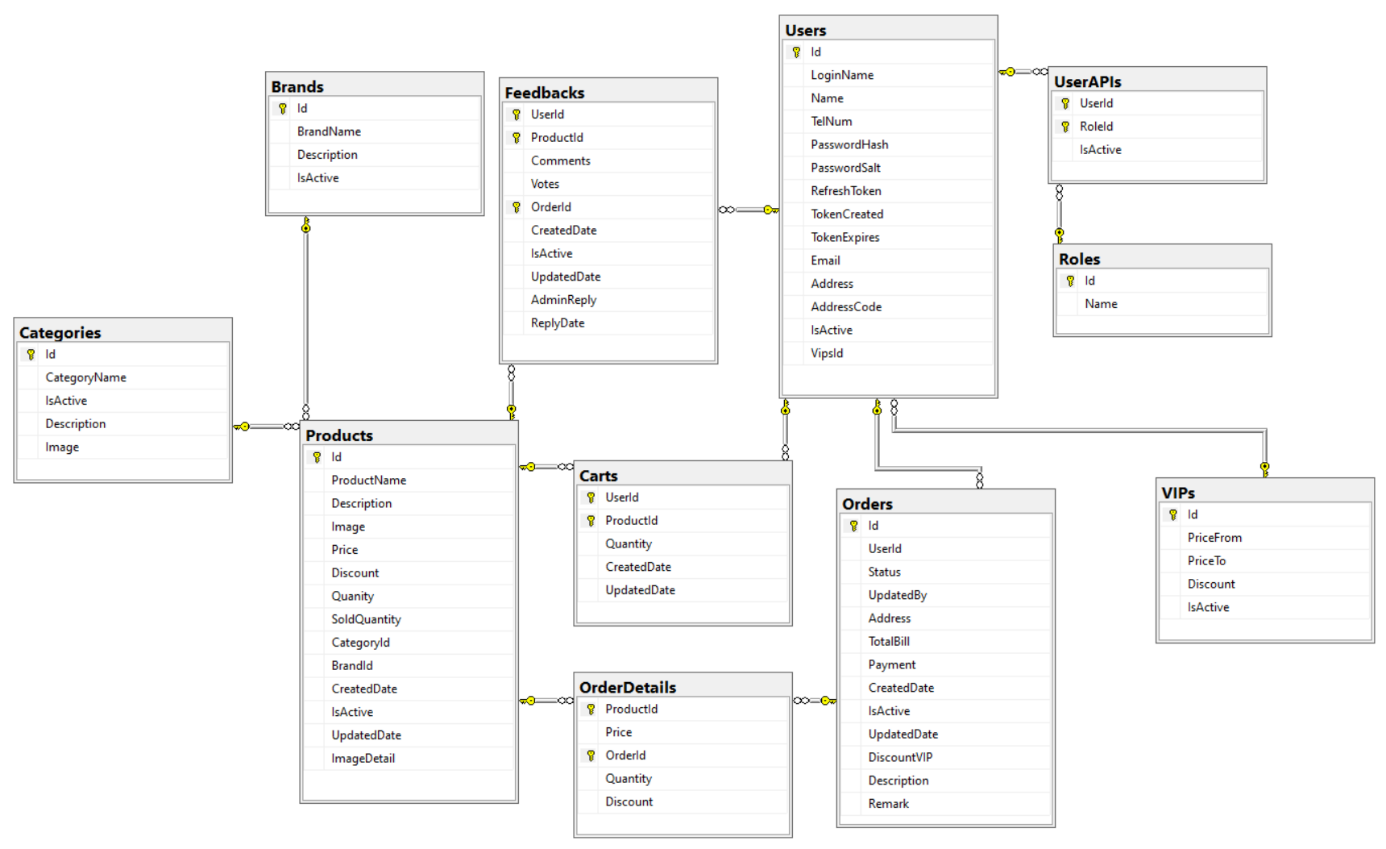 Users
Id
LoginName
Name
TelNum
PasswordHash
PasswordSalt
RefreshToken
TokenCreated
TokenExpires
Email
Address
AddressCode
IsActive
VipsId
UserAPIs
UserId
RoleId
IsActive
Brands
Id
BrandName
Description
IsActive
Feedbacks
UserId
ProductId
Comments
Votes
OrderId
CreatedDate
IsActive
UpdatedDate
AdminReply
ReplyDate
Roles
Id
Name
Categories
Id
CategoryName
IsActive
Description
Image
Products
Id
ProductName
Description
Image
Price
Discount
Quanity
SoldQuantity
CategoryId
BrandId
CreatedDate
IsActive
UpdatedDate
ImageDetail
Carts
UserId
ProductId
Quantity
CreatedDate
UpdatedDate
Orders
Id
UserId
Status
UpdatedBy
Address
TotalBill
Payment
CreatedDate
IsActive
UpdatedDate
DiscountVIP
Description
Remark
VIPs
Id
PriceFrom
PriceTo
Discount
IsActive
OrderDetails
ProductId
Price
OrderId
Quantity
Discount